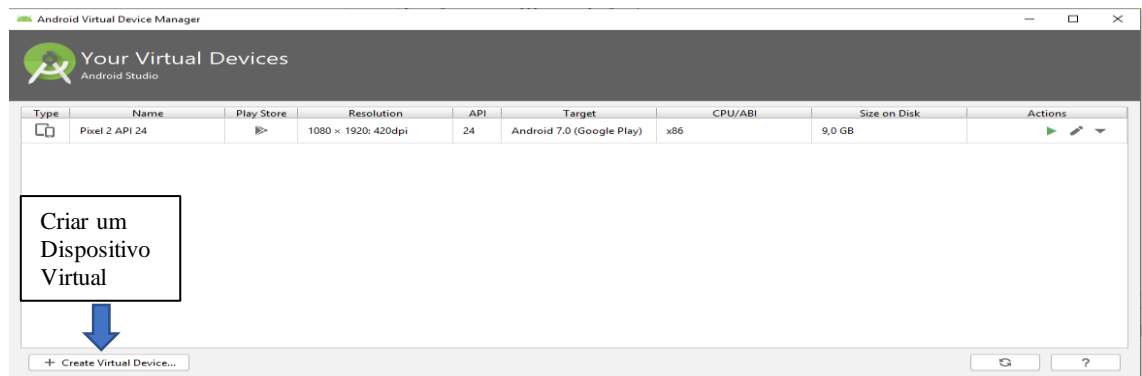 Android Virtual Device Manager
Your Virtual Devices
Android Studio
Type Name Play Store Resolution API Target CPU/ABI Size on Disk Actions
Pixel 2 API 24 1080 × 1920: 420dpi 24 Android 7.0 (Google Play) x86 9,0 GB
Criar um
Dispositivo
Virtual
+ Create Virtual Device...
?